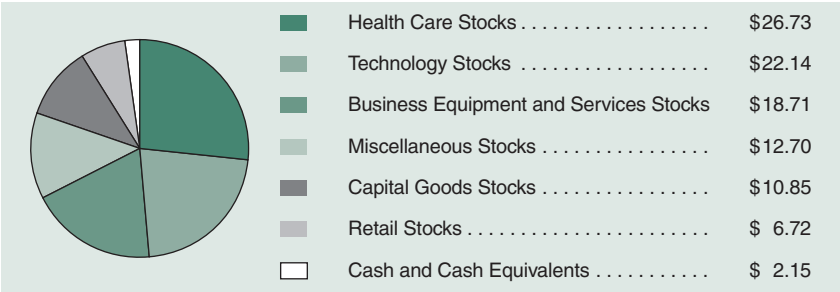 Health Care Stocks . . . . . . . . . . . . . . . . . . $26.73
Technology Stocks . . . . . . . . . . . . . . . . . . $22.14
Business Equipment and Services Stocks $18.71
Miscellaneous Stocks . . . . . . . . . . . . . . . . $12.70
Capital Goods Stocks . . . . . . . . . . . . . . . . $10.85
Retail Stocks . . . . . . . . . . . . . . . . . . . . . . . $ 6.72
Cash and Cash Equivalents . . . . . . . . . . . $ 2.15